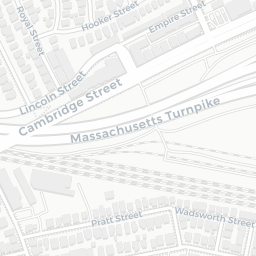 Hooker Street
Empire Street
Royal Street
Lincoln Street
Cambridge Street
Massachusetts Turnpike
Pratt Street
Wadsworth Street